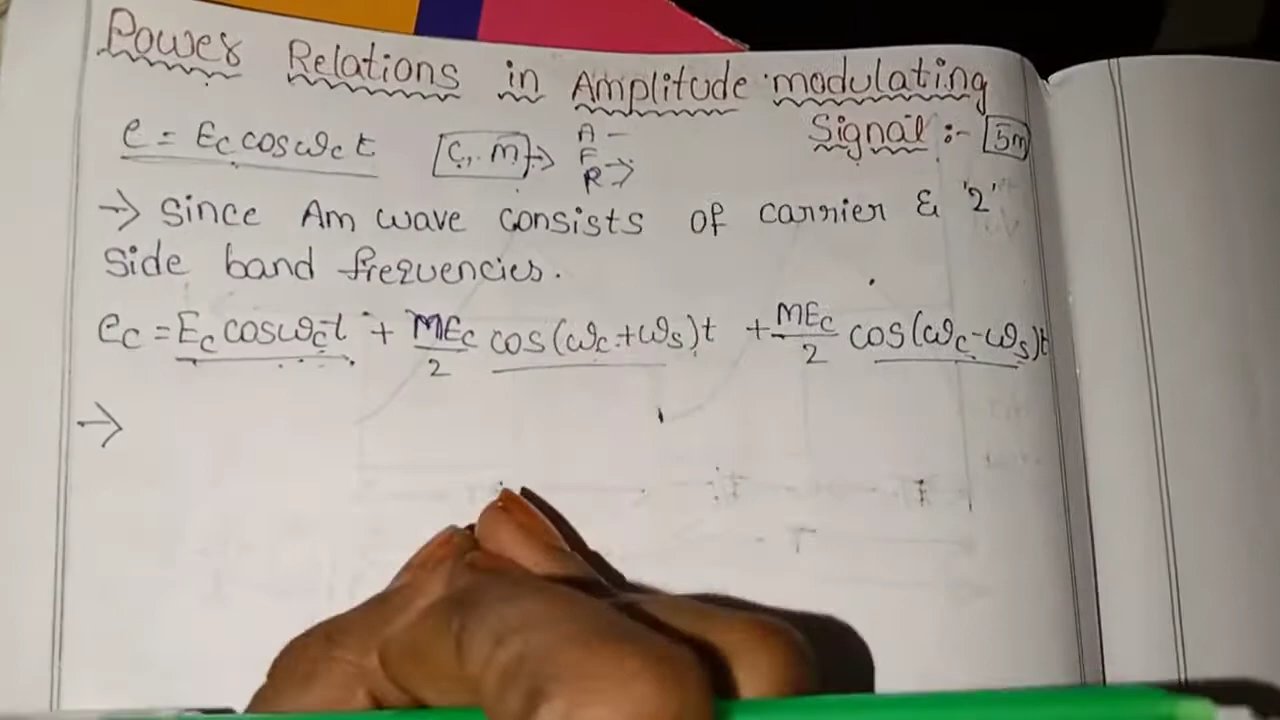 Power Relations in Amplitude modulating
Signal :- 5m
e = Ec cosωct [C, m]→ A –
F
R→
→ Since Am wave consists of carrier & '2'
Side band frequencies.
ec = Ec cosωct + MEc/2 cos(ωc+ωs)t + MEc/2 cos(ωc-ωs)t
→